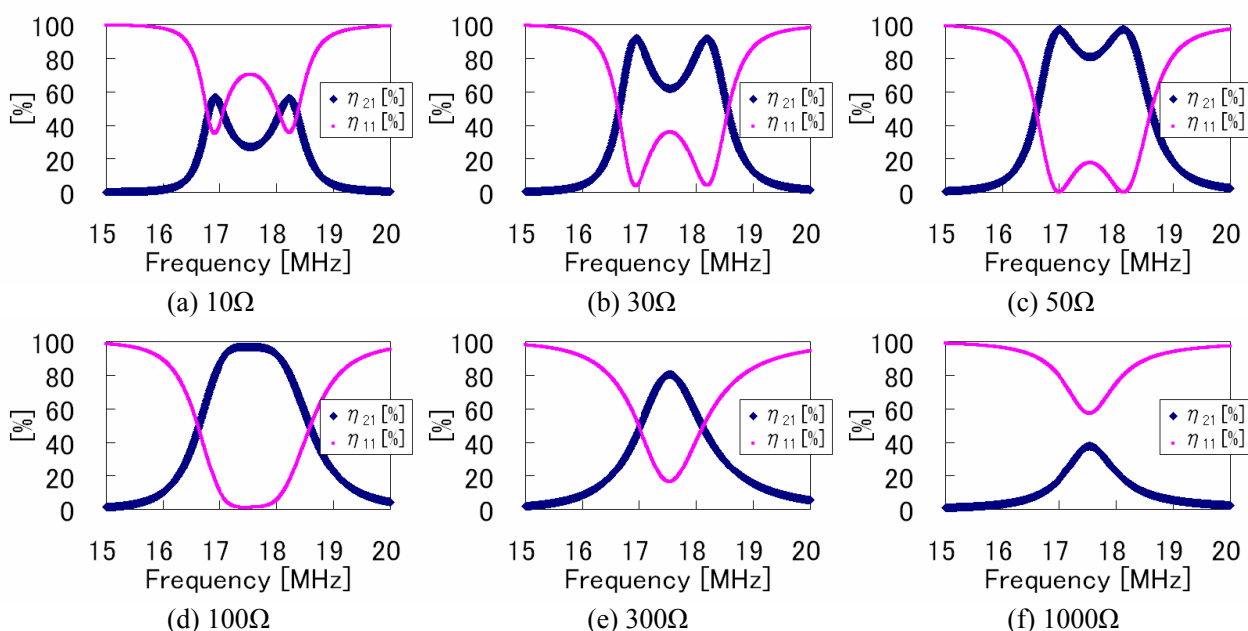 100
80
60
40
20
0
[%]
η21[%]
η11[%]
15 16 17 18 19 20
Frequency [MHz]
(a) 10Ω
100
80
60
40
20
0
[%]
η21[%]
η11[%]
15 16 17 18 19 20
Frequency [MHz]
(b) 30Ω
100
80
60
40
20
0
[%]
η21[%]
η11[%]
15 16 17 18 19 20
Frequency [MHz]
(c) 50Ω
100
80
60
40
20
0
[%]
η21[%]
η11[%]
15 16 17 18 19 20
Frequency [MHz]
(d) 100Ω
100
80
60
40
20
0
[%]
η21[%]
η11[%]
15 16 17 18 19 20
Frequency [MHz]
(e) 300Ω
100
80
60
40
20
0
[%]
η21[%]
η11[%]
15 16 17 18 19 20
Frequency [MHz]
(f) 1000Ω